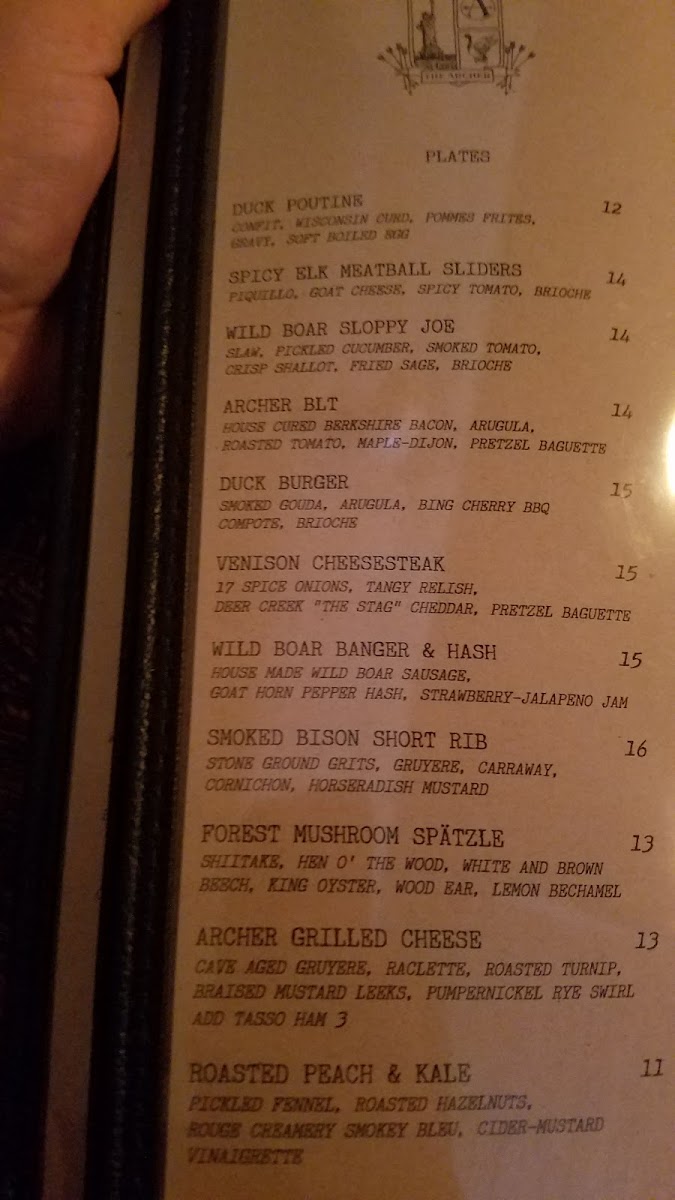 THE ARCHER
PLATES
DUCK POUTINE 12
CONFIT, WISCONSIN CURD, POMMES FRITES,
GRAVY, SOFT BOILED EGG
SPICY ELK MEATBALL SLIDERS 14
PIQUILLO, GOAT CHEESE, SPICY TOMATO, BRIOCHE
WILD BOAR SLOPPY JOE 14
SLAW, PICKLED CUCUMBER, SMOKED TOMATO,
CRISP SHALLOT, FRIED SAGE, BRIOCHE
ARCHER BLT 14
HOUSE CURED BERKSHIRE BACON, ARUGULA,
ROASTED TOMATO, MAPLE-DIJON, PRETZEL BAGUETTE
DUCK BURGER 15
SMOKED GOUDA, ARUGULA, BING CHERRY BBQ
COMPOTE, BRIOCHE
VENISON CHEESESTEAK 15
17 SPICE ONIONS, TANGY RELISH,
DEER CREEK "THE STAG" CHEDDAR, PRETZEL BAGUETTE
WILD BOAR BANGER & HASH 15
HOUSE MADE WILD BOAR SAUSAGE,
GOAT HORN PEPPER HASH, STRAWBERRY-JALAPENO JAM
SMOKED BISON SHORT RIB 16
STONE GROUND GRITS, GRUYERE, CARRAWAY,
CORNICHON, HORSERADISH MUSTARD
FOREST MUSHROOM SPÄTZLE 13
SHIITAKE, HEN O' THE WOOD, WHITE AND BROWN
BEECH, KING OYSTER, WOOD EAR, LEMON BECHAMEL
ARCHER GRILLED CHEESE 13
CAVE AGED GRUYERE, RACLETTE, ROASTED TURNIP,
BRAISED MUSTARD LEEKS, PUMPERNICKEL RYE SWIRL
ADD TASSO HAM 3
ROASTED PEACH & KALE 11
PICKLED FENNEL, ROASTED HAZELNUTS,
ROUGE CREAMERY SMOKEY BLEU, CIDER-MUSTARD
VINAIGRETTE